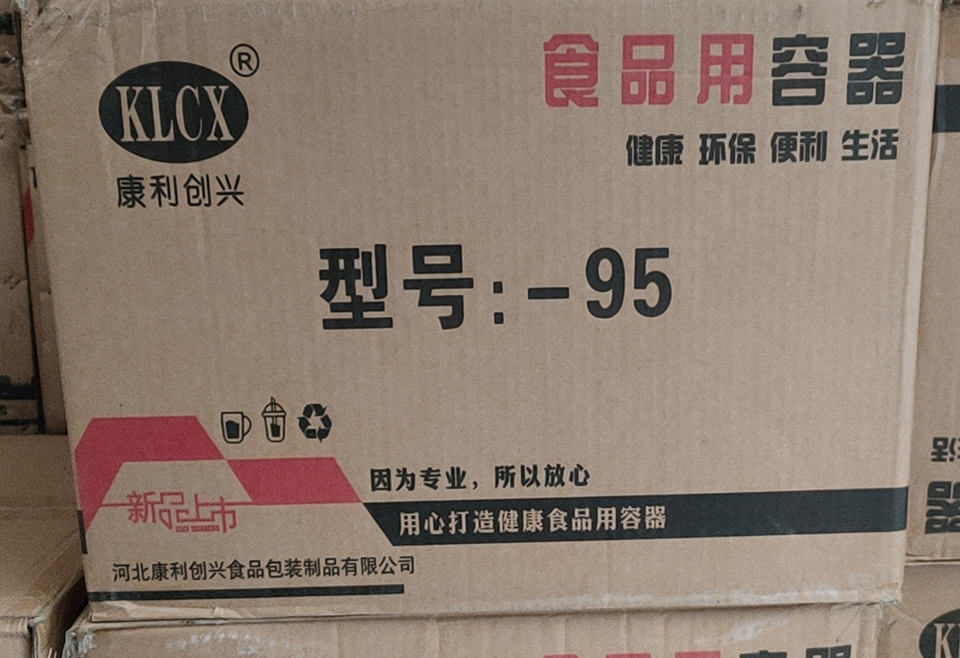 KLCX®
康利创兴
食品用容器
健康 环保 便利 生活
型号:-95
因为专业，所以放心
用心打造健康食品用容器
新品上市
河北康利创兴食品包装制品有限公司